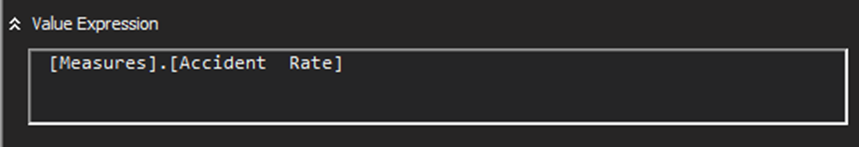 Value Expression
[Measures].[Accident  Rate]